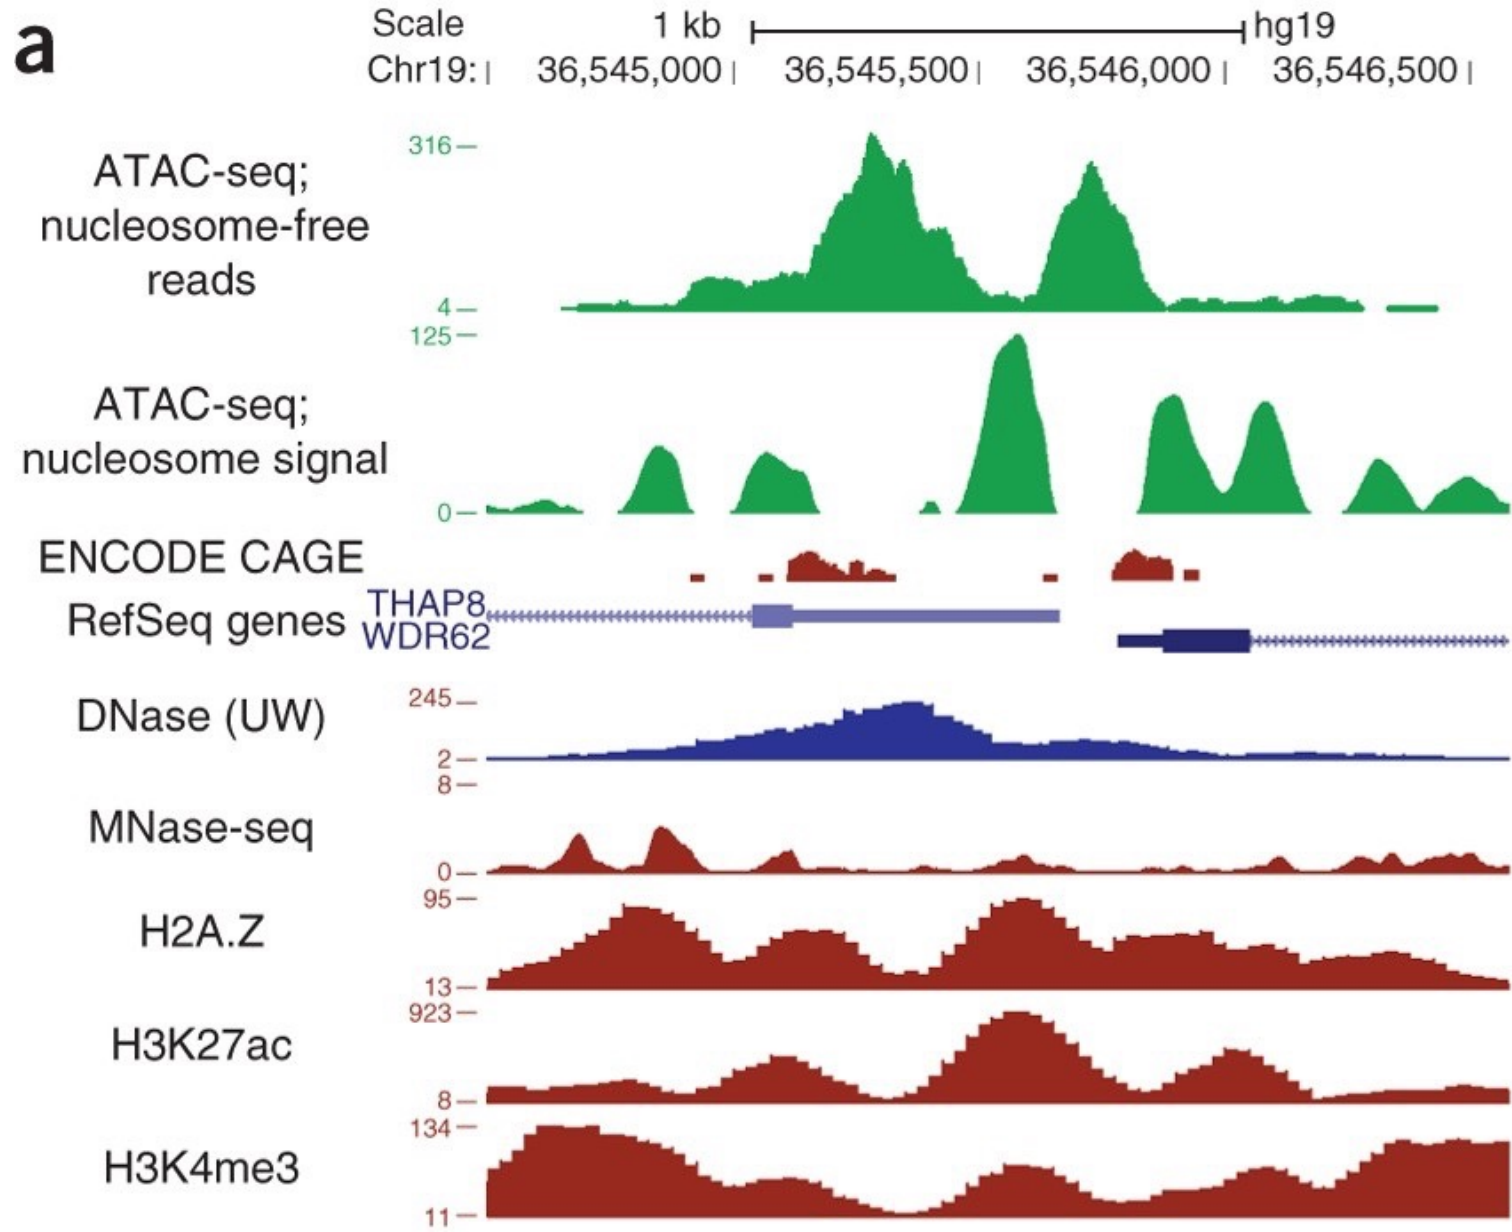 a
Scale 1 kb hg19
Chr19: 36,545,000 36,545,500 36,546,000 36,546,500
316
ATAC-seq;
nucleosome-free
reads
4
125
ATAC-seq;
nucleosome signal
0
ENCODE CAGE
THAP8
RefSeq genes
WDR62
245
DNase (UW)
2
8
MNase-seq
0
95
H2A.Z
13
923
H3K27ac
8
134
H3K4me3
11